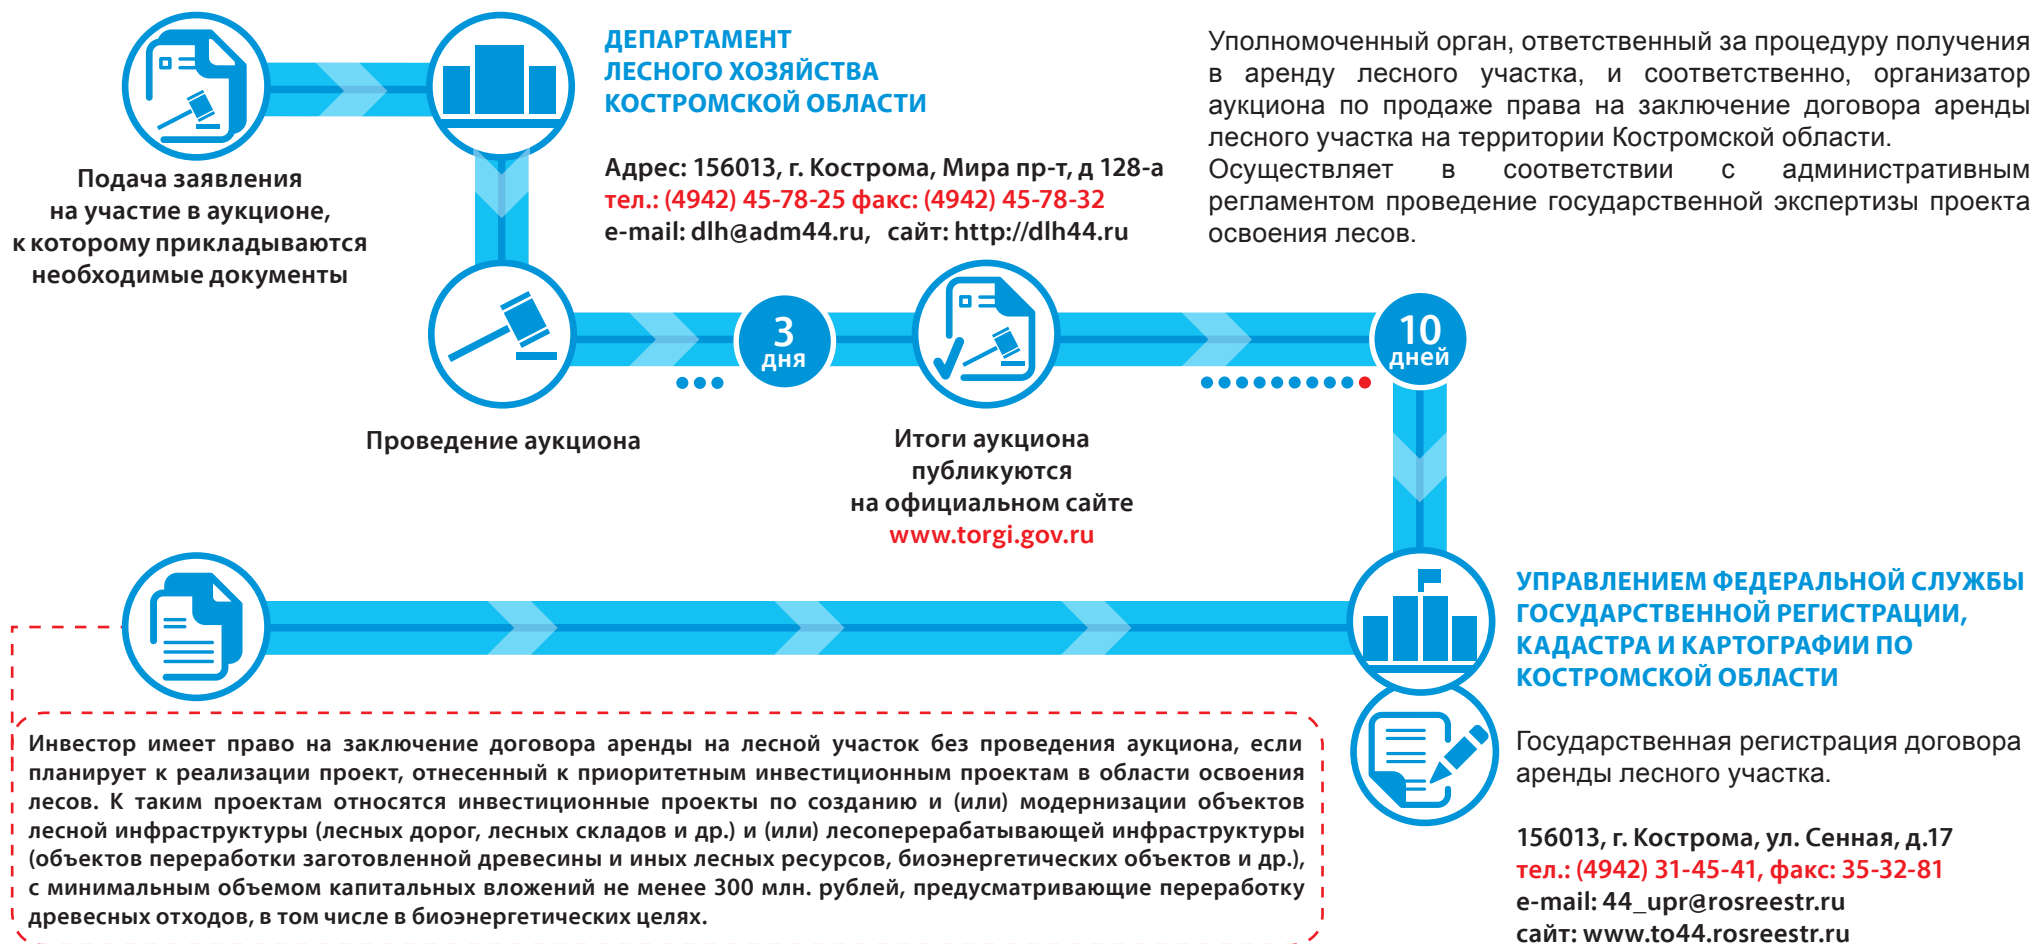 Подача заявления
на участие в аукционе,
к которому прикладываются
необходимые документы
ДЕПАРТАМЕНТ
ЛЕСНОГО ХОЗЯЙСТВА
КОСТРОМСКОЙ ОБЛАСТИ
Адрес: 156013, г. Кострома, Мира пр-т, д 128-а
тел.: (4942) 45-78-25 факс: (4942) 45-78-32
e-mail: dlh@adm44.ru, сайт: http://dlh44.ru
Уполномоченный орган, ответственный за процедуру получения
в аренду лесного участка, и соответственно, организатор
аукциона по продаже права на заключение договора аренды
лесного участка на территории Костромской области.
Осуществляет в соответствии с административным
регламентом проведение государственной экспертизы проекта
освоения лесов.
Проведение аукциона
3
дня
Итоги аукциона
публикуются
на официальном сайте
www.torgi.gov.ru
10
дней
УПРАВЛЕНИЕМ ФЕДЕРАЛЬНОЙ СЛУЖБЫ
ГОСУДАРСТВЕННОЙ РЕГИСТРАЦИИ,
КАДАСТРА И КАРТОГРАФИИ ПО
КОСТРОМСКОЙ ОБЛАСТИ
Государственная регистрация договора
аренды лесного участка.
156013, г. Кострома, ул. Сенная, д.17
тел.: (4942) 31-45-41, факс: 35-32-81
e-mail: 44_upr@rosreestr.ru
сайт: www.to44.rosreestr.ru
Инвестор имеет право на заключение договора аренды на лесной участок без проведения аукциона, если
планирует к реализации проект, отнесенный к приоритетным инвестиционным проектам в области освоения
лесов. К таким проектам относятся инвестиционные проекты по созданию и (или) модернизации объектов
лесной инфраструктуры (лесных дорог, лесных складов и др.) и (или) лесоперерабатывающей инфраструктуры
(объектов переработки заготовленной древесины и иных лесных ресурсов, биоэнергетических объектов и др.),
с минимальным объемом капитальных вложений не менее 300 млн. рублей, предусматривающие переработку
древесных отходов, в том числе в биоэнергетических целях.